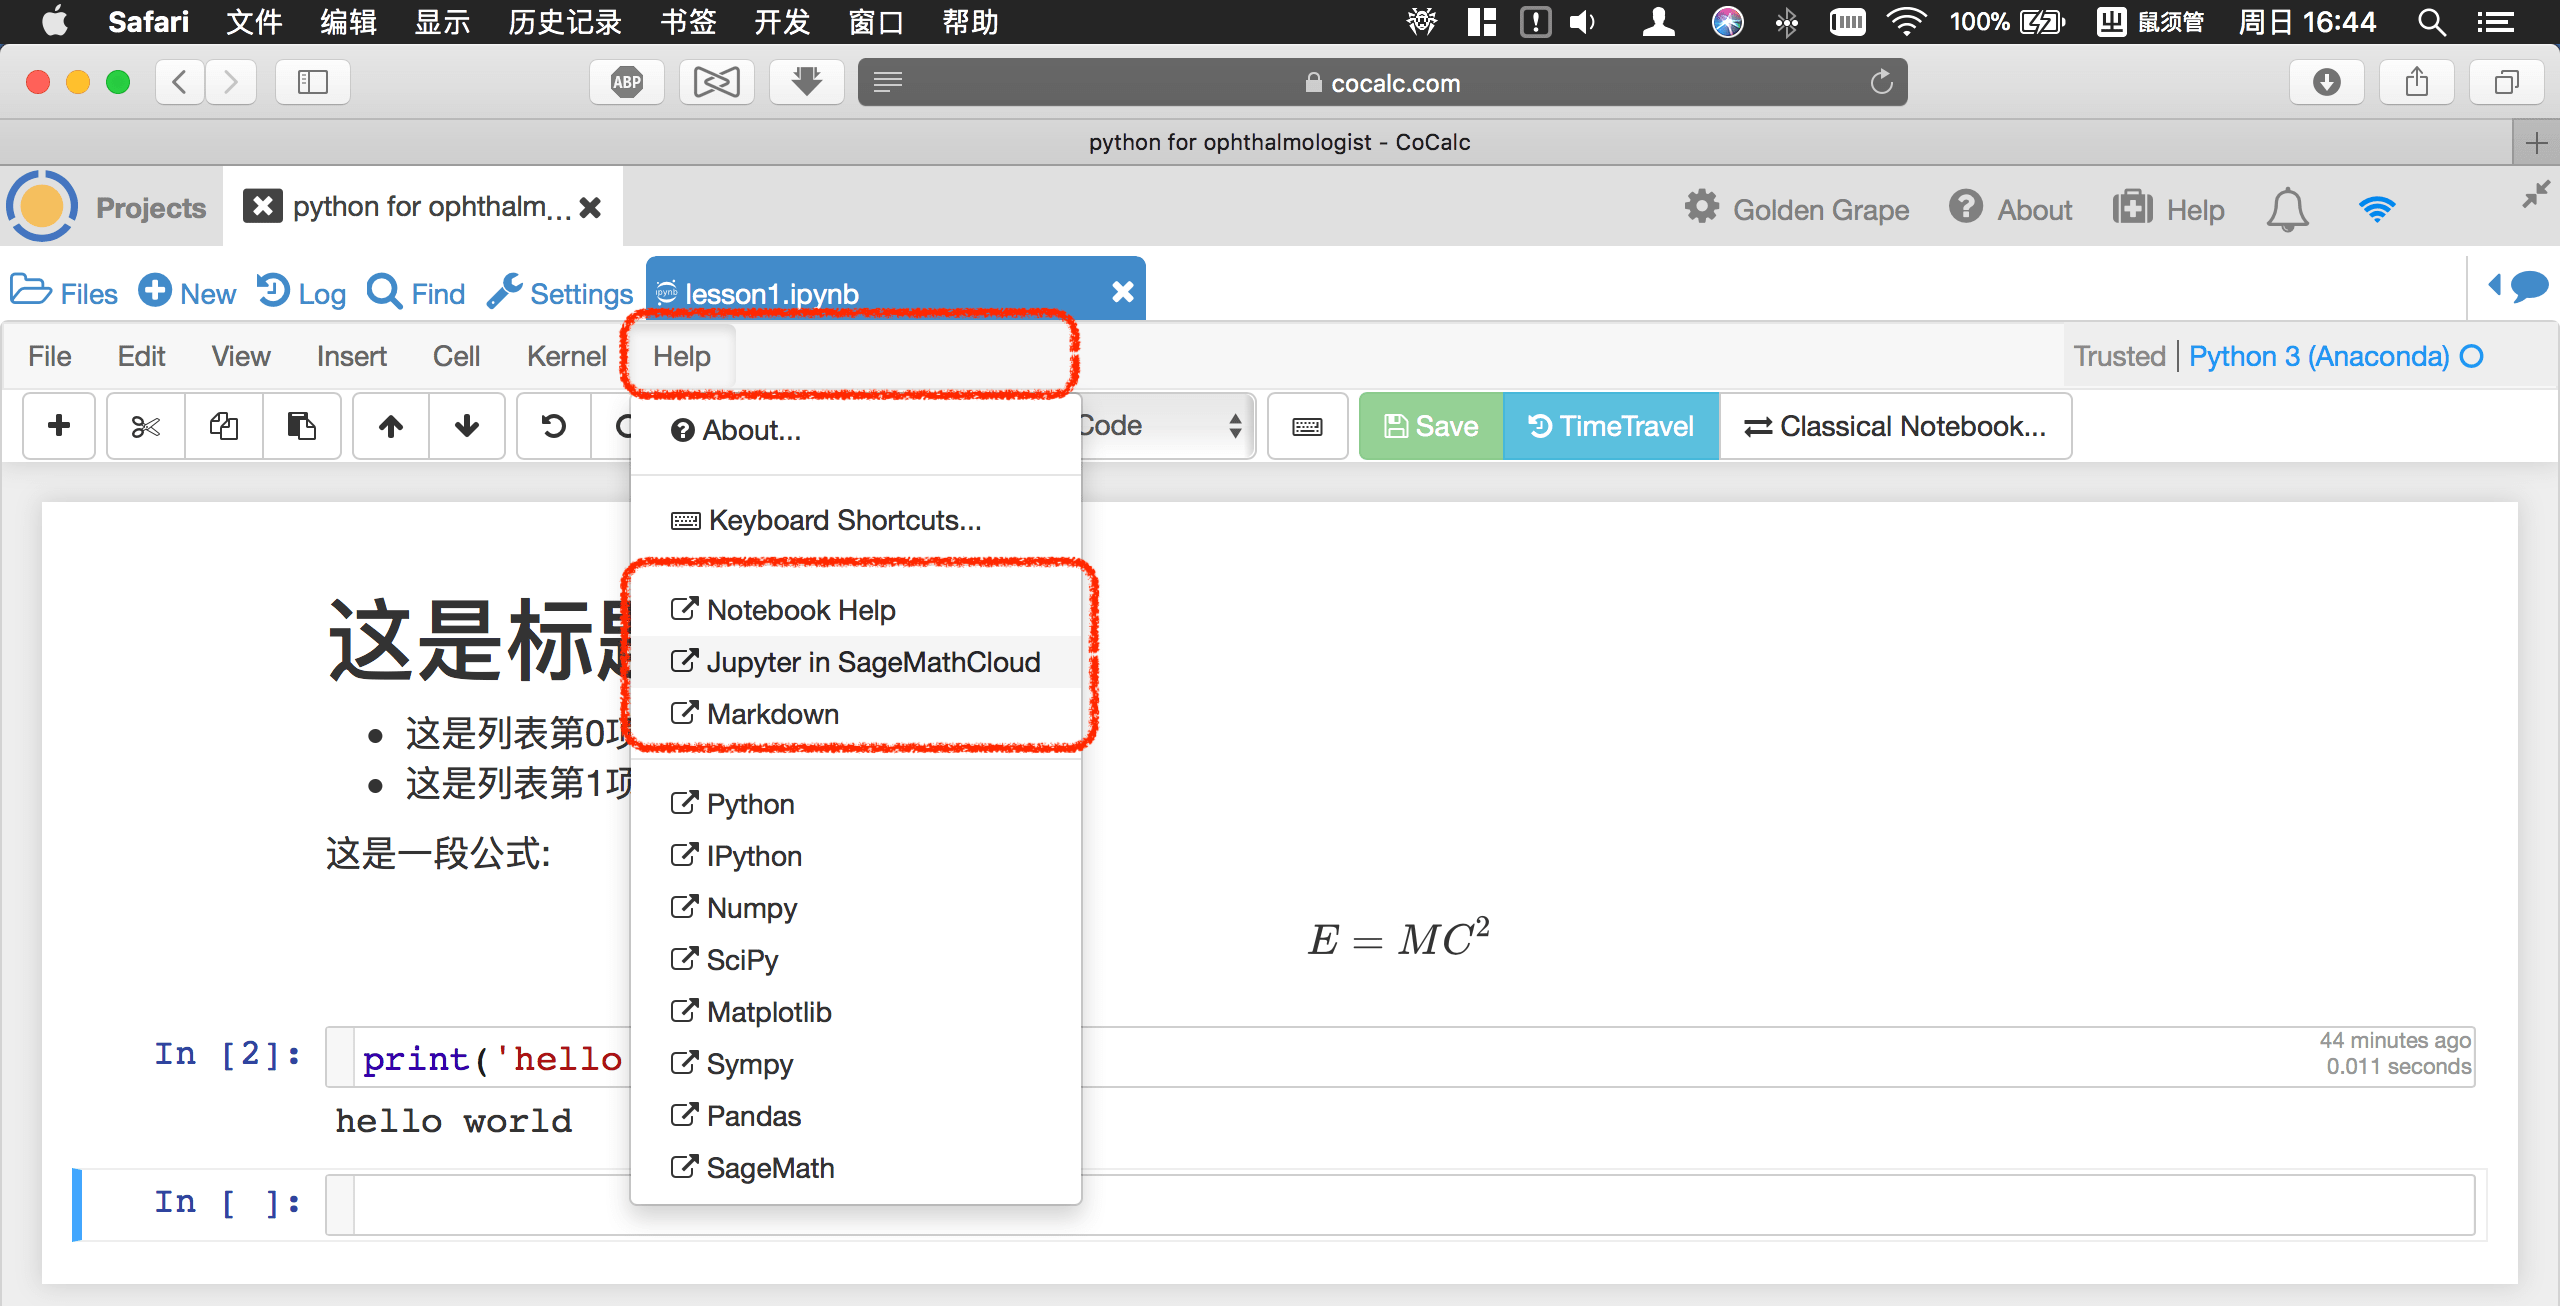 Safari 文件 编辑 显示 历史记录 书签 开发 窗口 帮助 100% 鼠须管 周日 16:44
ABP cocalc.com
python for ophthalmologist - CoCalc
Projects python for ophthalm... Golden Grape About Help
Files New Log Find Settings lesson1.ipynb
File Edit View Insert Cell Kernel Help Trusted Python 3 (Anaconda)
Code Save TimeTravel Classical Notebook...
About...
Keyboard Shortcuts...
Notebook Help
Jupyter in SageMathCloud
Markdown
Python
IPython
Numpy
SciPy
Matplotlib
Sympy
Pandas
SageMath
这是标
这是列表第0项
这是列表第1项
这是一段公式:
E = MC²
In [2]: print('hello
44 minutes ago
0.011 seconds
hello world
In [ ]: